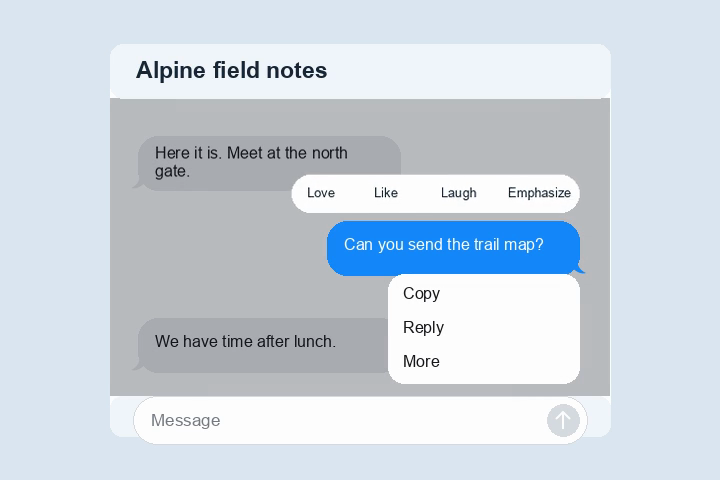 Alpine field notes
Here it is. Meet at the north
gate.
Love Like Laugh Emphasize
Can you send the trail map?
Copy
Reply
We have time after lunch.
More
Message